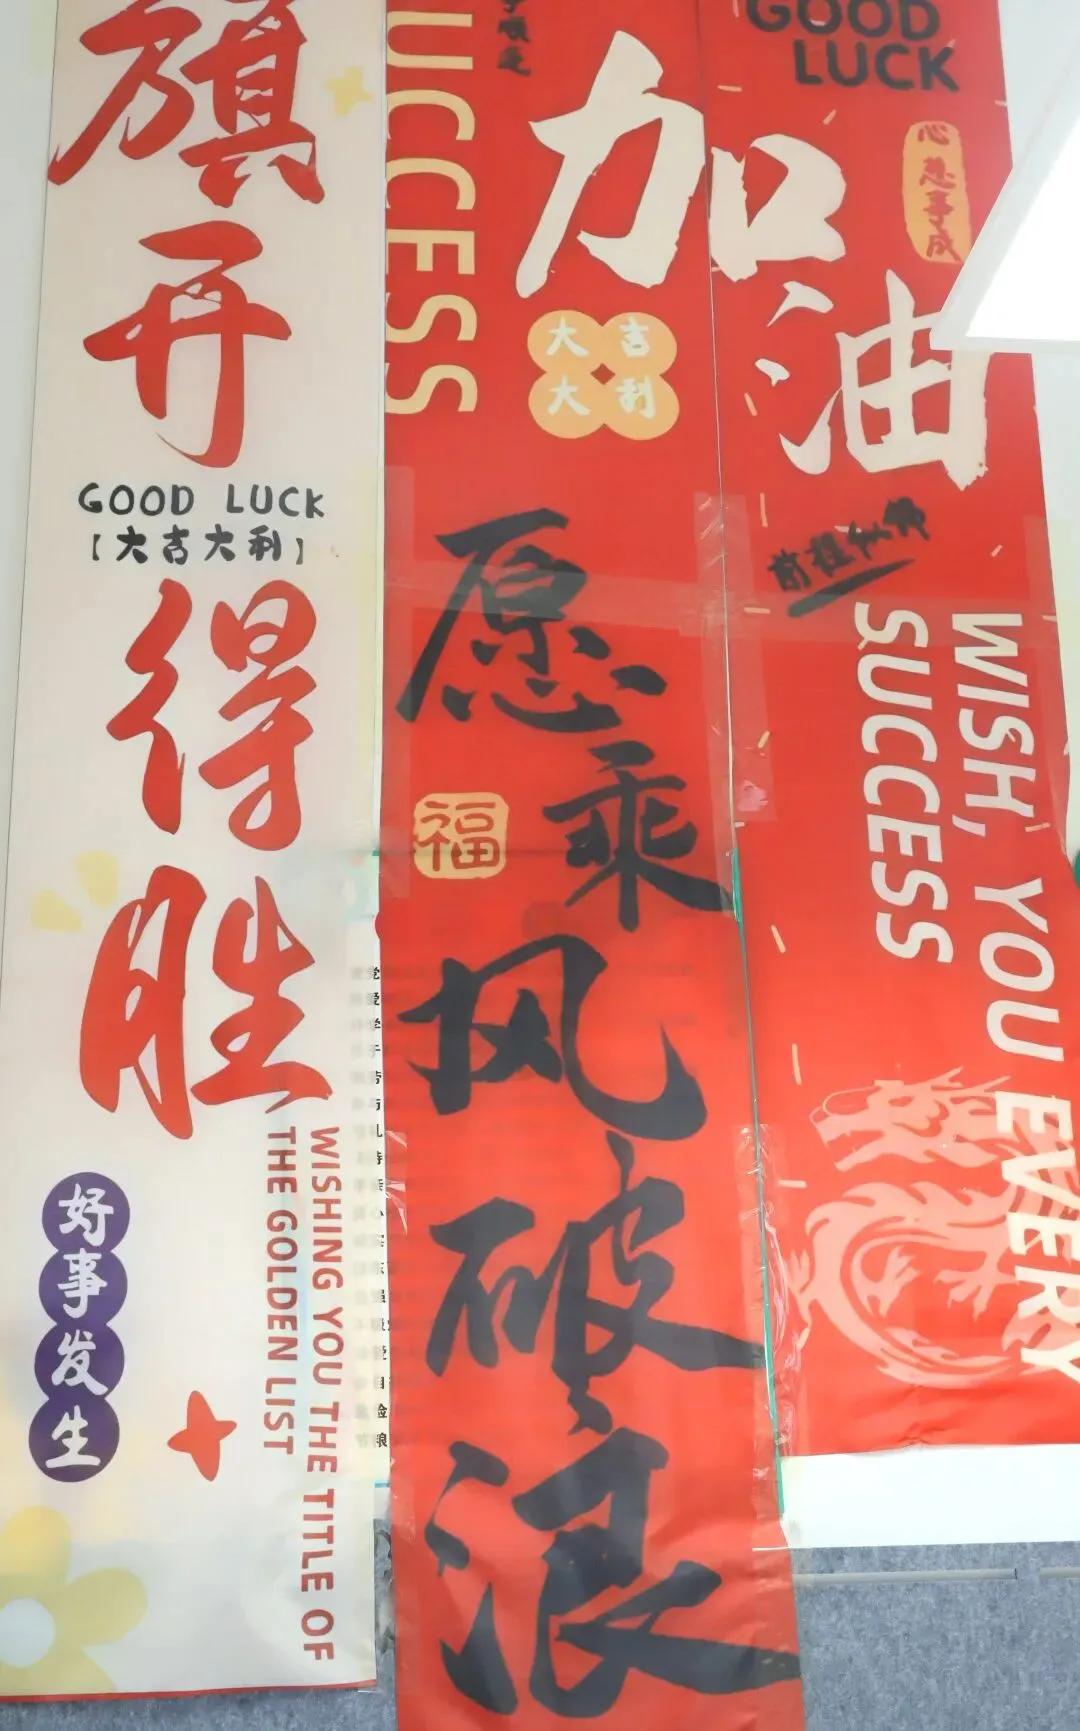 旗开
GOOD LUCK
【大吉大利】
得胜
WISHING YOU THE TITLE OF
THE GOLDEN LIST
好事发生
UCCESS
加油
大吉
大利
愿乘
福
风破浪
GOOD
LUCK
心想事成
前程似锦
WISH, YOU EVERY
SUCCESS